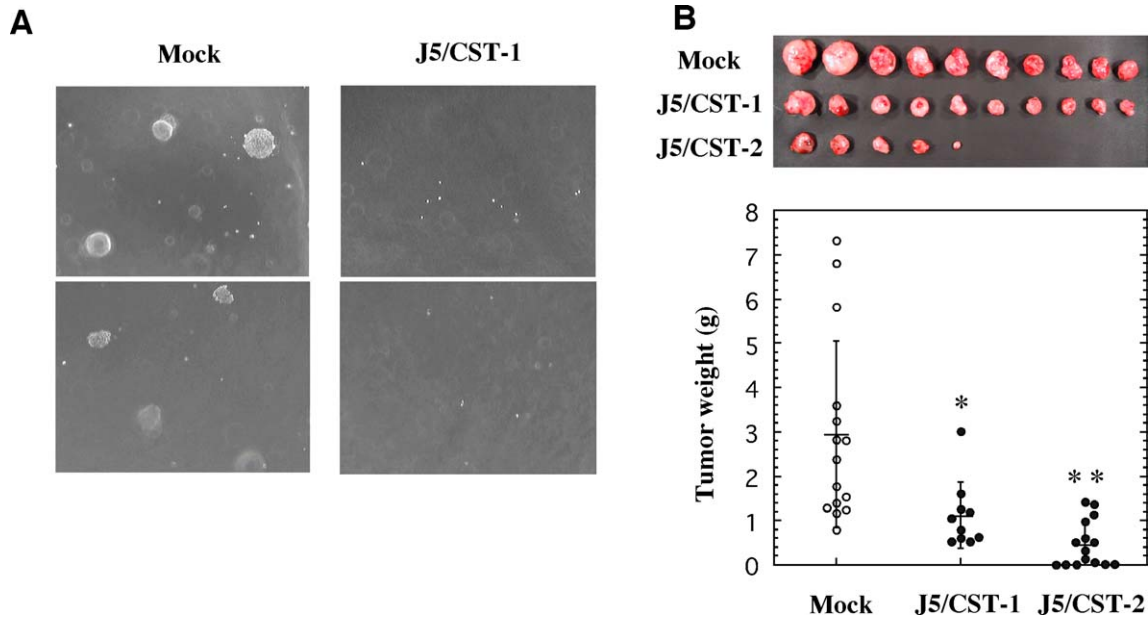 A
Mock
J5/CST-1
B
Mock
J5/CST-1
J5/CST-2
8
7
6
5
4
3
2
1
0
Tumor weight (g)
*
**
Mock
J5/CST-1
J5/CST-2